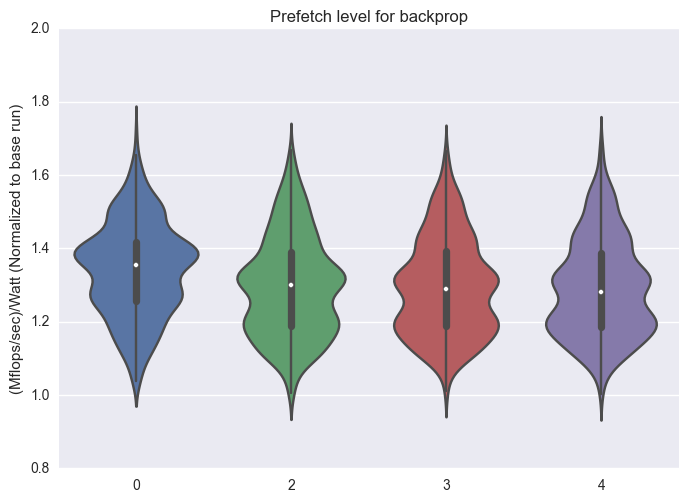 Prefetch level for backprop
(Mflops/sec)/Watt (Normalized to base run)
2.0
1.8
1.6
1.4
1.2
1.0
0.8
0 2 3 4